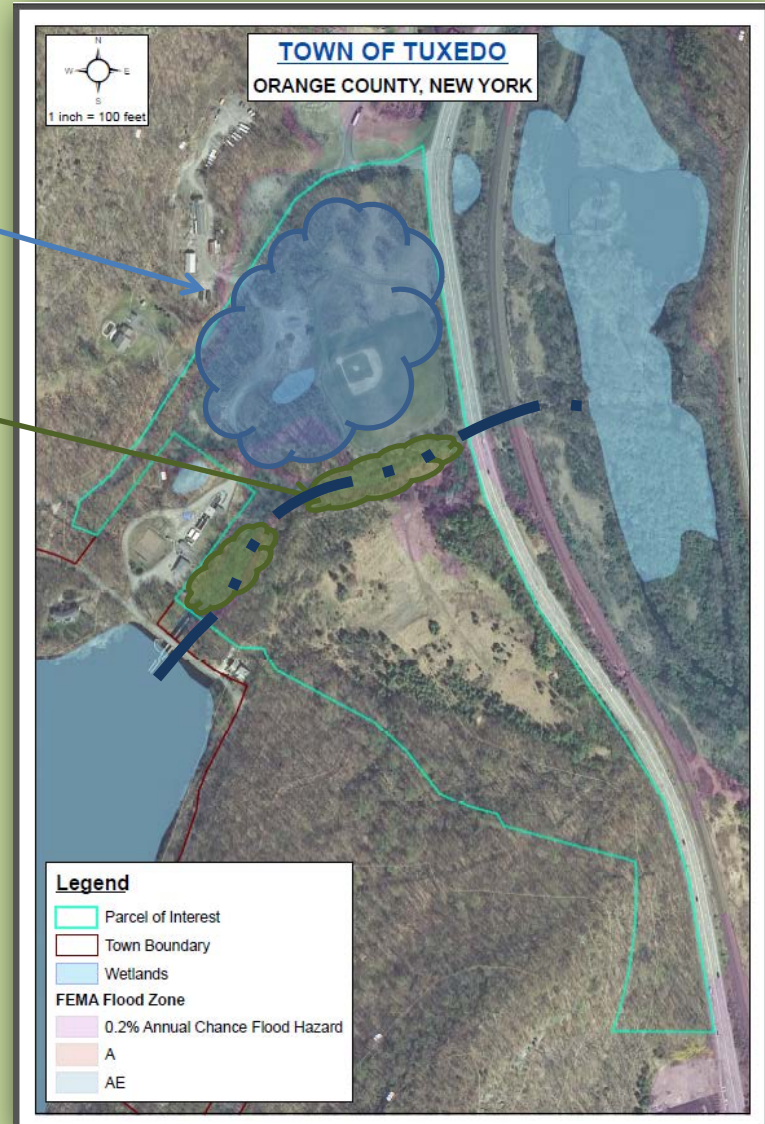 N
W E
S
1 inch = 100 feet
TOWN OF TUXEDO
ORANGE COUNTY, NEW YORK
Legend
Parcel of Interest
Town Boundary
Wetlands
FEMA Flood Zone
0.2% Annual Chance Flood Hazard
A
AE